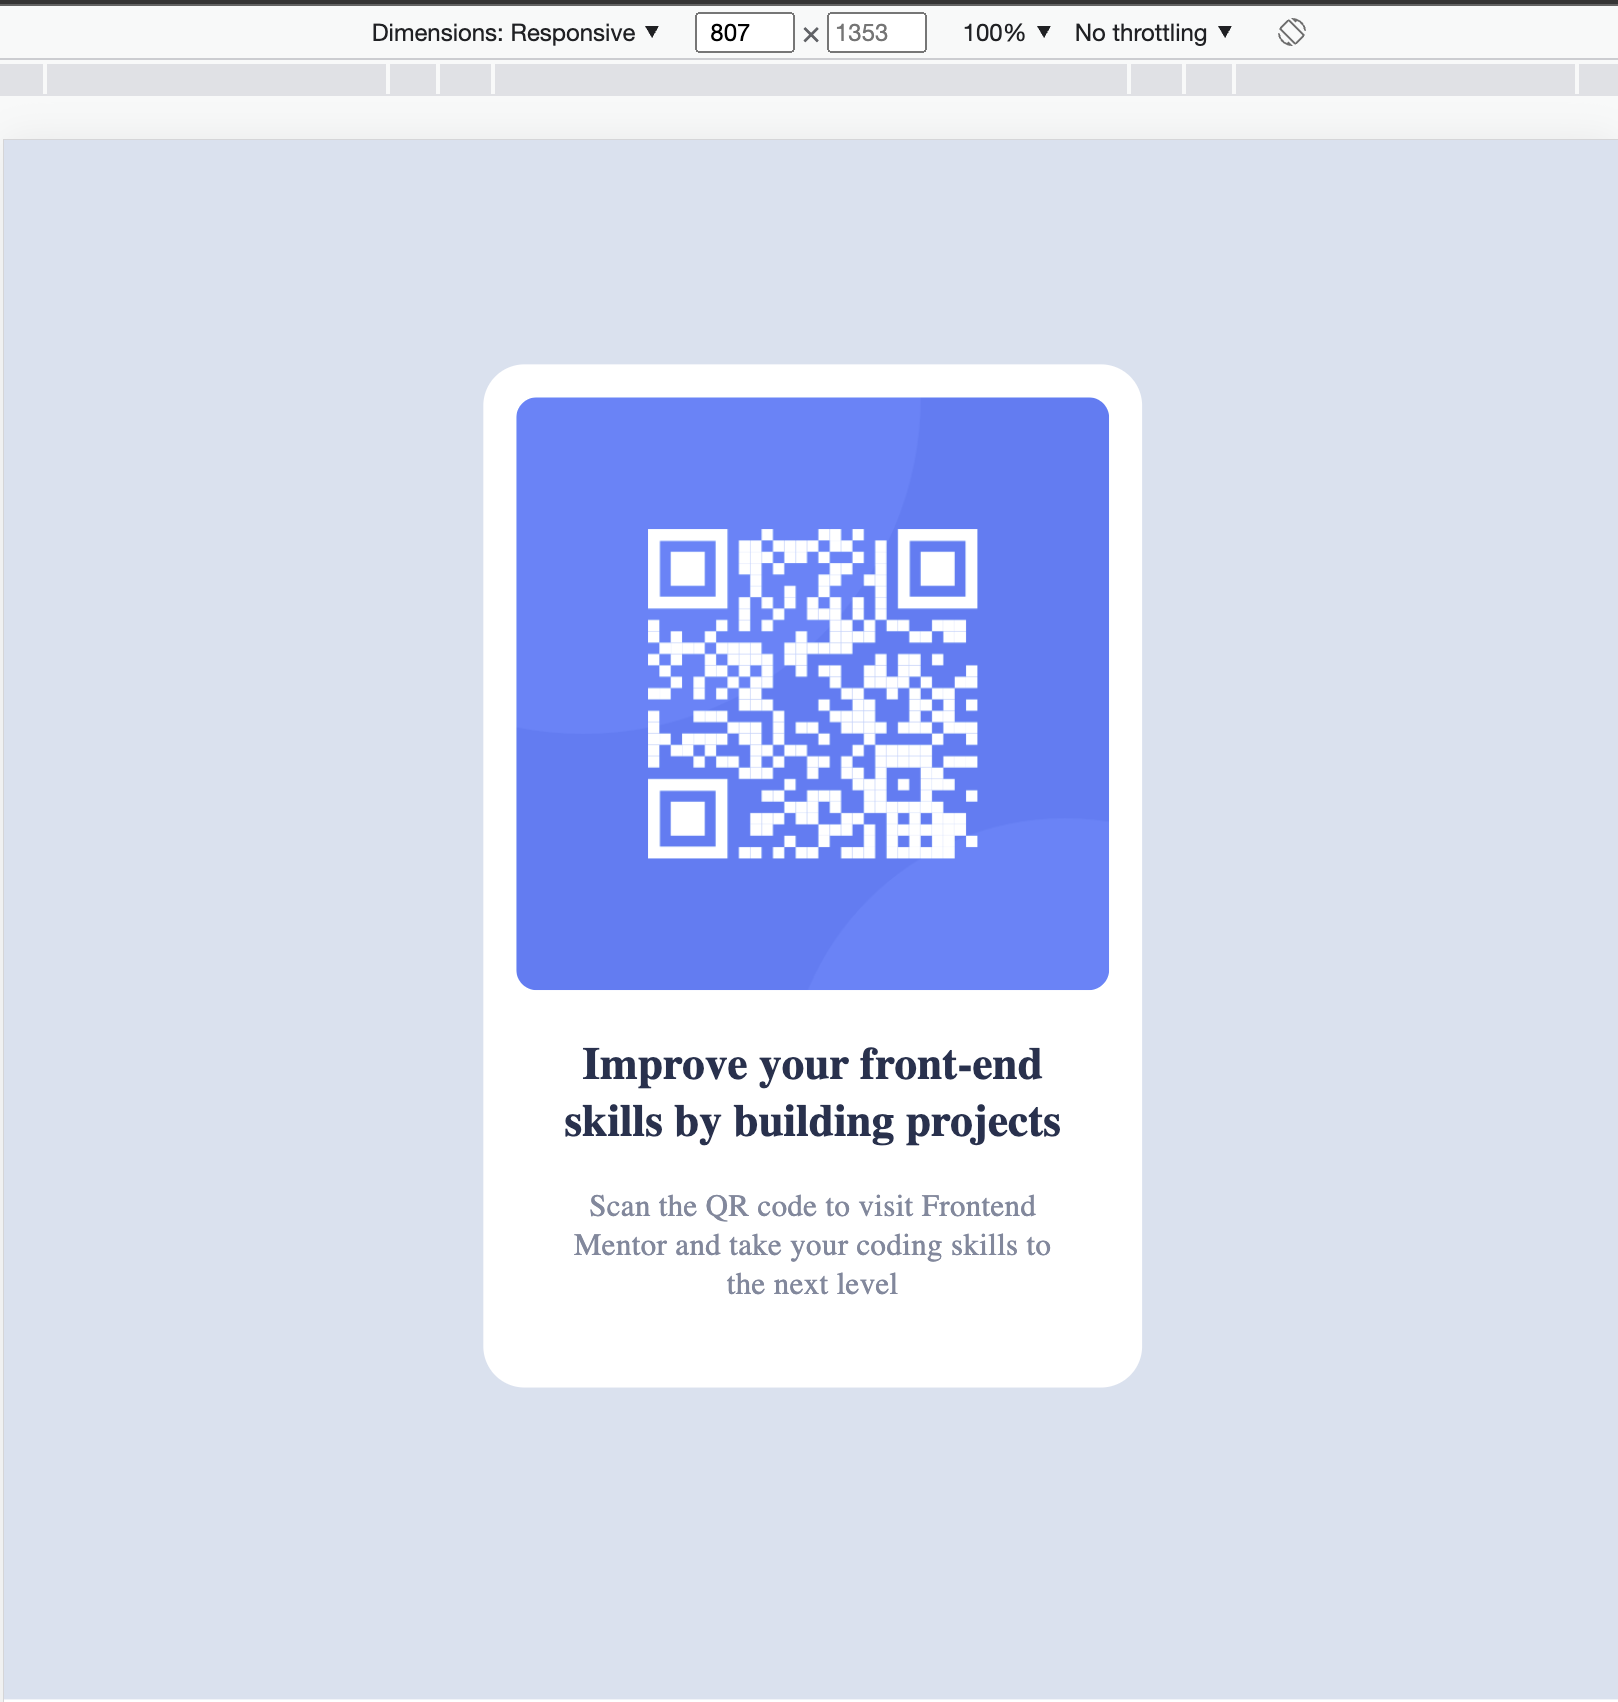 Dimensions: Responsive ▼ 807 × 1353 100% ▼ No throttling ▼
Improve your front-end
skills by building projects
Scan the QR code to visit Frontend
Mentor and take your coding skills to
the next level